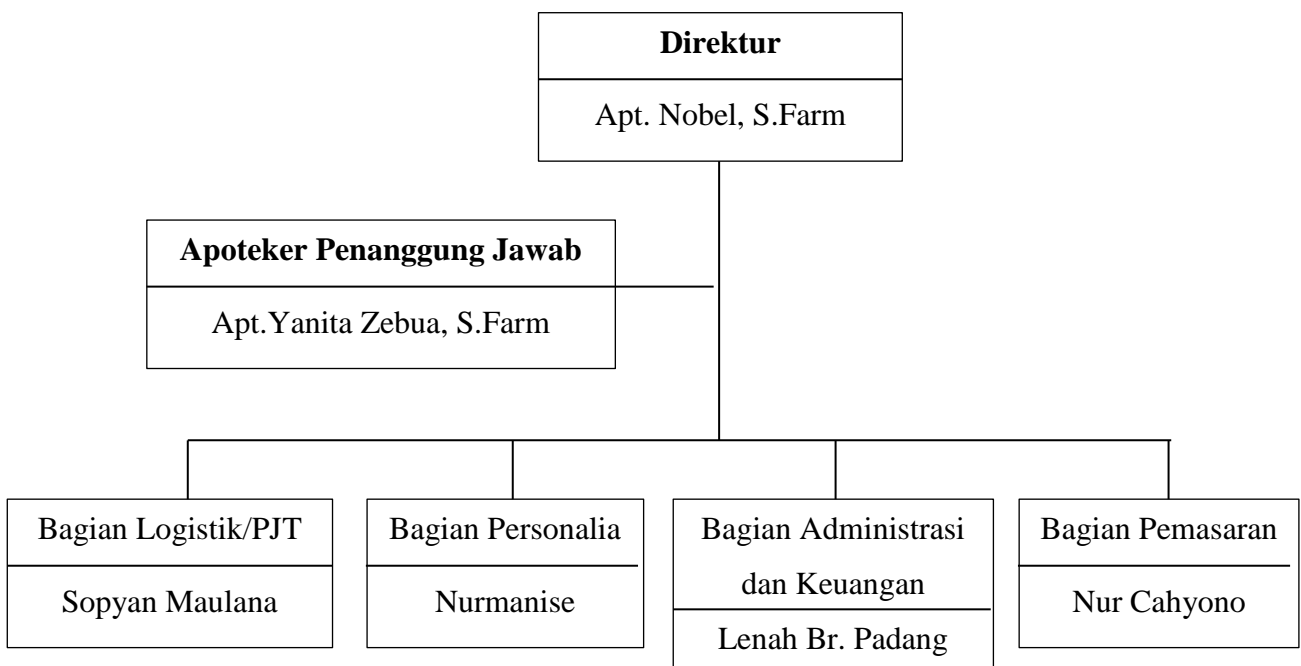 Direktur
Apt. Nobel, S.Farm
Apoteker Penanggung Jawab
Apt.Yanita Zebua, S.Farm
Bagian Logistik/PJT
Sopyan Maulana
Bagian Personalia
Nurmanise
Bagian Administrasi
dan Keuangan
Lenah Br. Padang
Bagian Pemasaran
Nur Cahyono